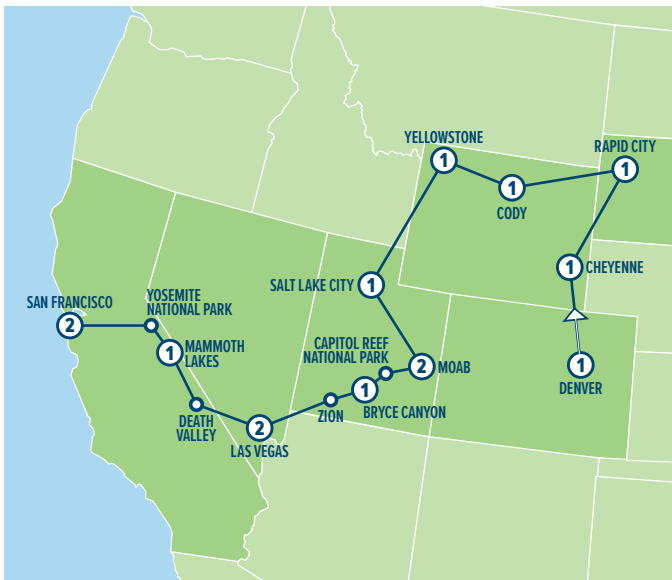 YELLOWSTONE
1
RAPID CITY
1
1
CODY
1
CHEYENNE
SALT LAKE CITY
1
SAN FRANCISCO
2
YOSEMITE
NATIONAL PARK
1
MAMMOTH
LAKES
CAPITOL REEF
NATIONAL PARK
2
MOAB
1
DENVER
1
BRYCE CANYON
ZION
DEATH
VALLEY
2
LAS VEGAS